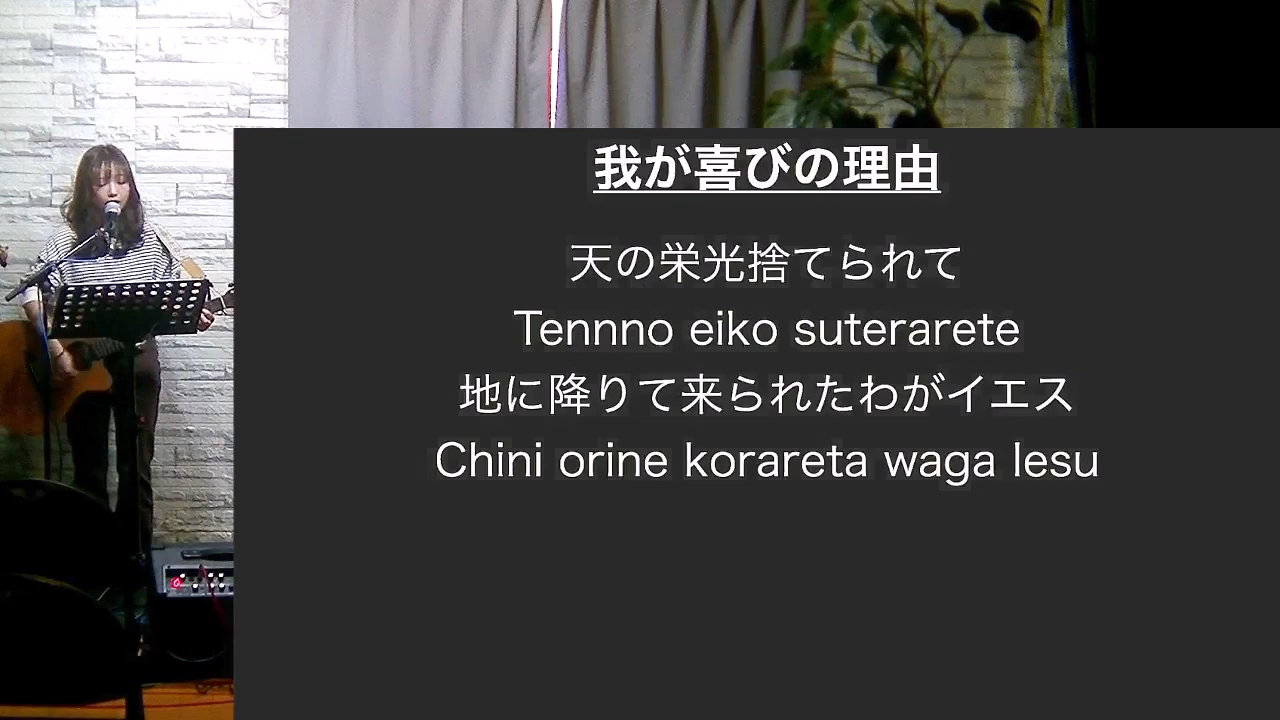 我が喜びの理由
天の栄光捨てられて
Tennno eiko suterarete
地に降りて来られたわがイエス
Chini orine korareta waga Iesu